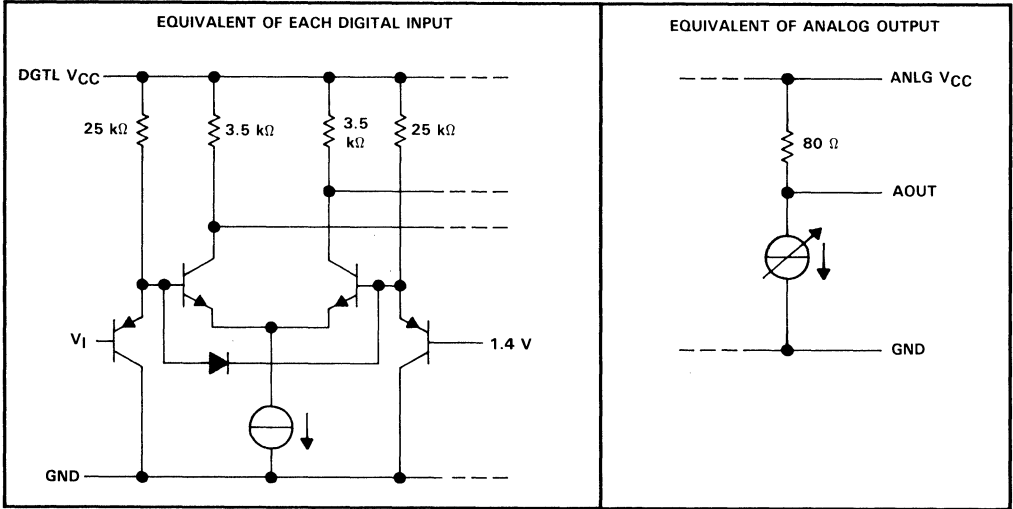 EQUIVALENT OF EACH DIGITAL INPUT
DGTL VCC
25 kΩ
3.5 kΩ
3.5
kΩ
25 kΩ
VI
1.4 V
GND
EQUIVALENT OF ANALOG OUTPUT
ANLG VCC
80 Ω
AOUT
GND